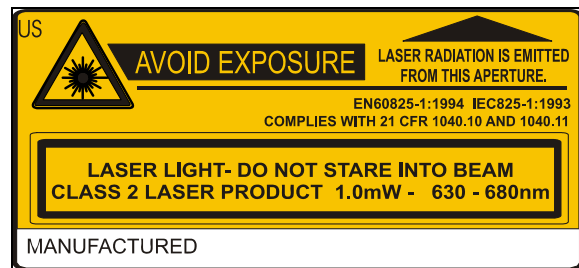 US
AVOID EXPOSURE
LASER RADIATION IS EMITTED
FROM THIS APERTURE.
EN60825-1:1994 IEC825-1:1993
COMPLIES WITH 21 CFR 1040.10 AND 1040.11
LASER LIGHT- DO NOT STARE INTO BEAM
CLASS 2 LASER PRODUCT 1.0mW - 630 - 680nm
MANUFACTURED